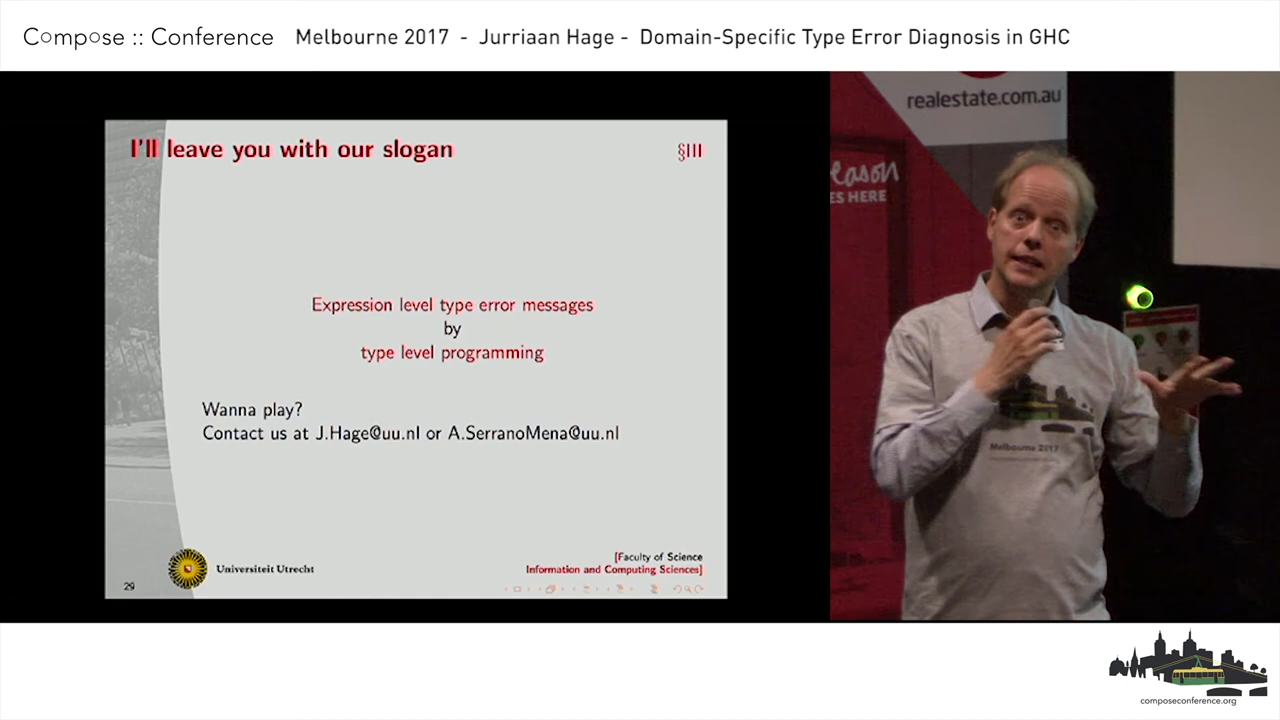 Compose :: Conference Melbourne 2017 - Jurriaan Hage - Domain-Specific Type Error Diagnosis in GHC
I'll leave you with our slogan
§III
Expression level type error messages
by
type level programming
Wanna play?
Contact us at J.Hage@uu.nl or A.SerranoMena@uu.nl
29
Universiteit Utrecht
[Faculty of Science
Information and Computing Sciences]
realestate.com.au
ES HERE
Melbourne 2017
composeconference.org